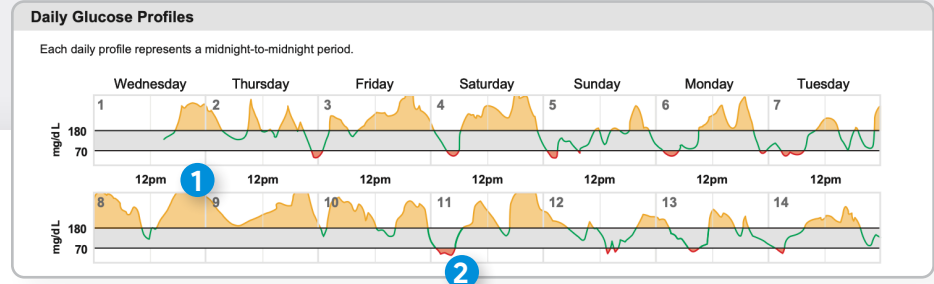 Daily Glucose Profiles
Each daily profile represents a midnight-to-midnight period.
Wednesday Thursday Friday Saturday Sunday Monday Tuesday
1 2 3 4 5 6 7
180
mg/d L
70
12pm 1 12pm 12pm 12pm 12pm 12pm 12pm
8 9 10 11 12 13 14
180
mg/d L
70
2